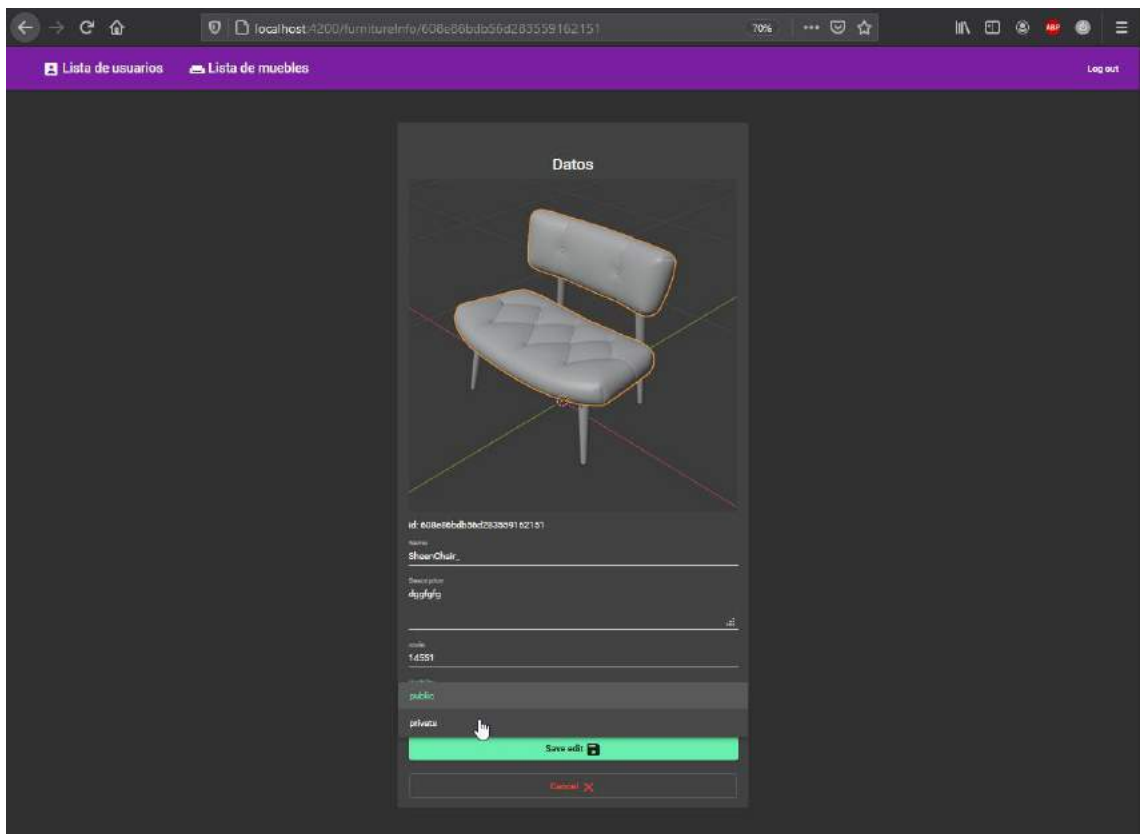 localhost:4200/furnitureInfo/608e86bdb56d283559162151
70%
ABP
Lista de usuarios
Lista de muebles
Log out
Datos
id: 608e86bdb56d283559162151
Name
SheenChair_
Description
dggfgfg
14551
public
private
Save edit
Cancel